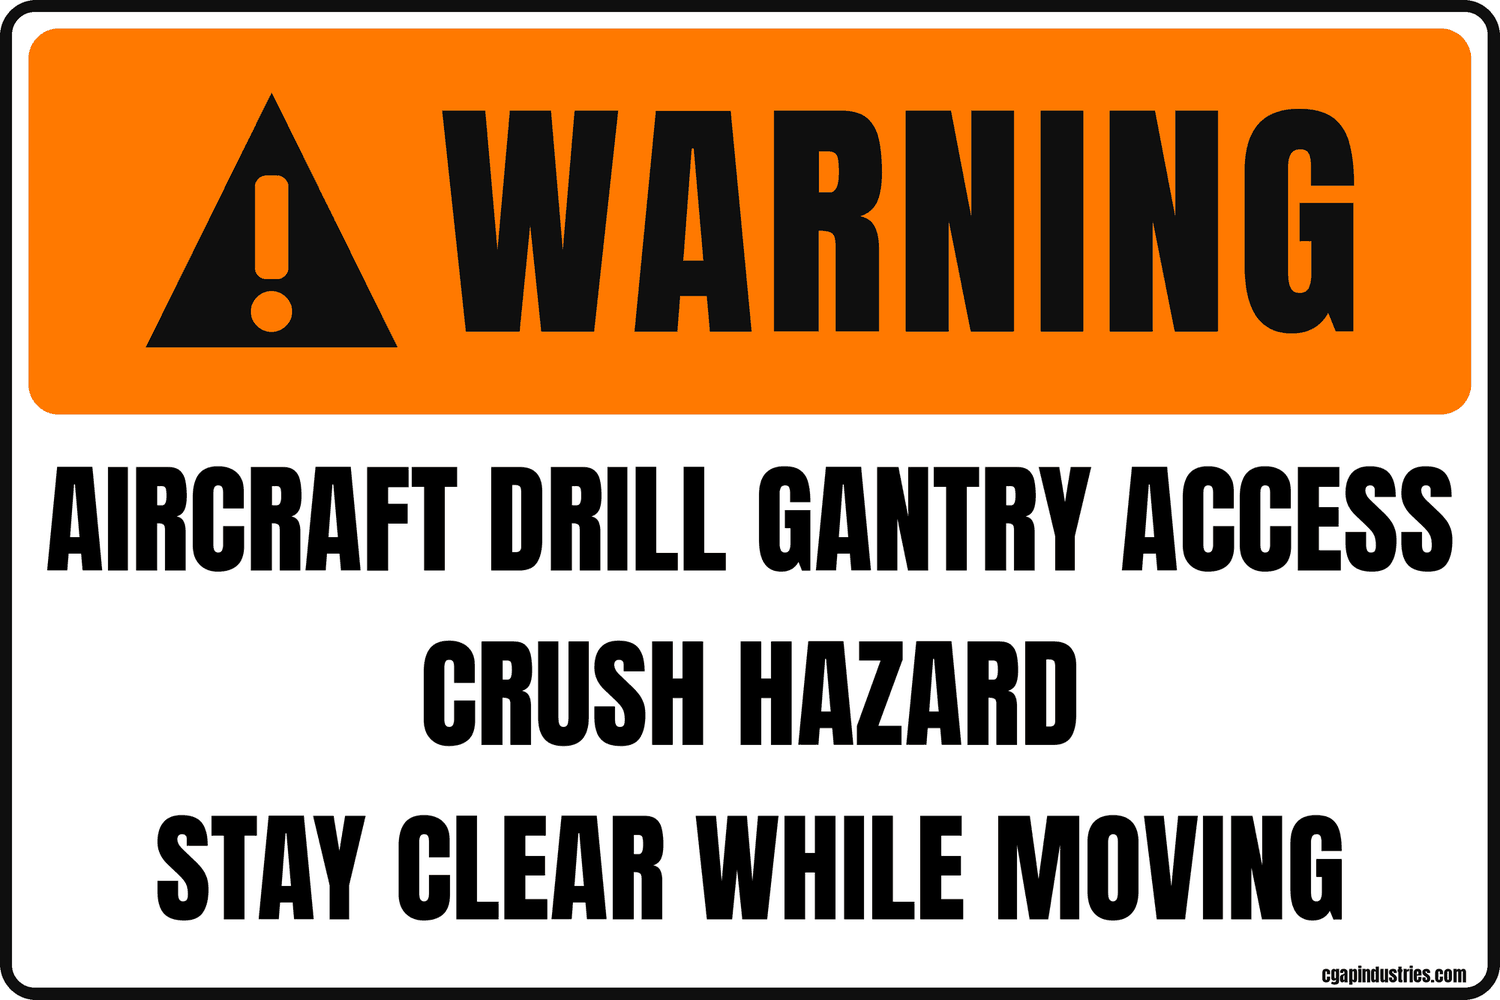 WARNING
AIRCRAFT DRILL GANTRY ACCESS
CRUSH HAZARD
STAY CLEAR WHILE MOVING
cgapindustries.com